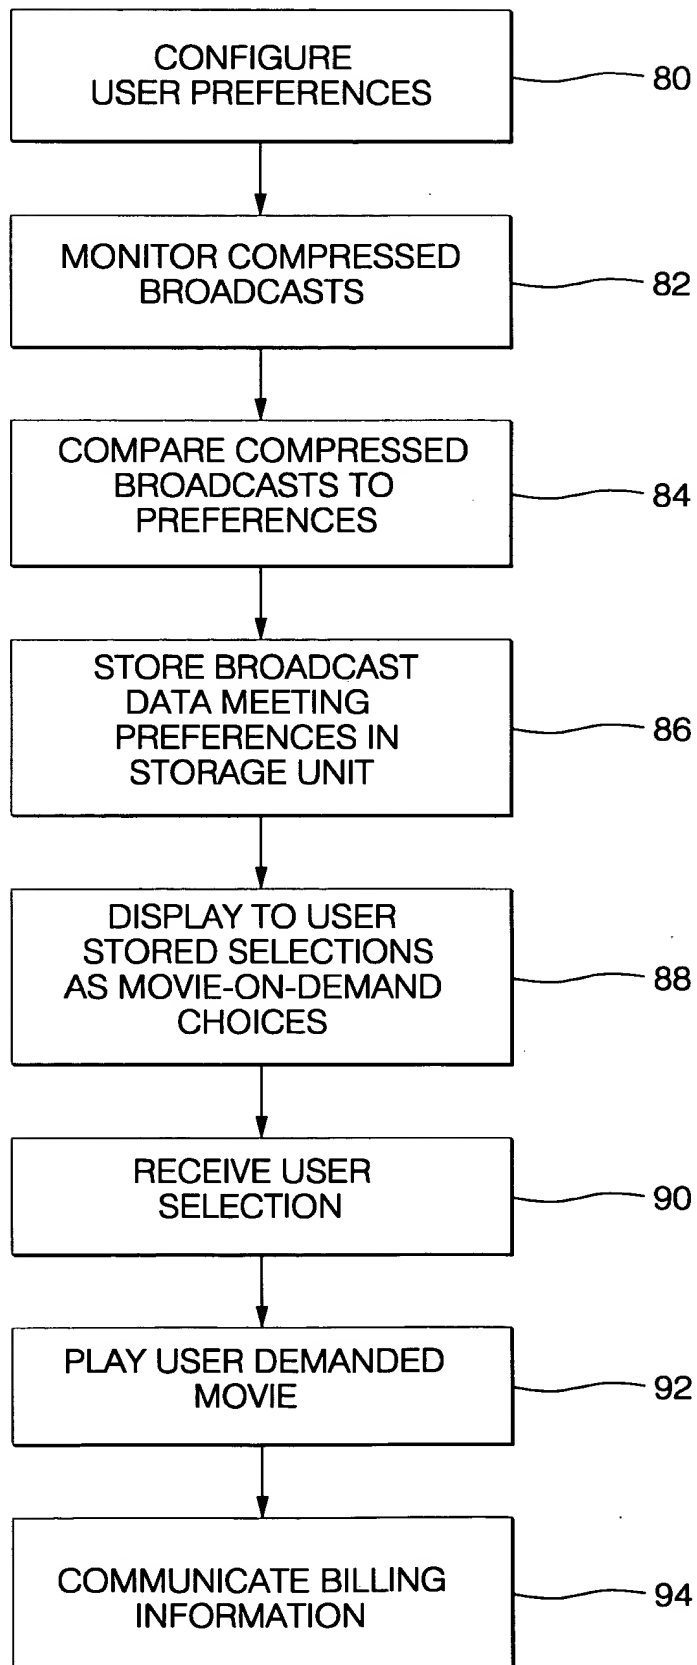 CONFIGURE
USER PREFERENCES
80
MONITOR COMPRESSED
BROADCASTS
82
COMPARE COMPRESSED
BROADCASTS TO
PREFERENCES
84
STORE BROADCAST
DATA MEETING
PREFERENCES IN
STORAGE UNIT
86
DISPLAY TO USER
STORED SELECTIONS
AS MOVIE-ON-DEMAND
CHOICES
88
RECEIVE USER
SELECTION
90
PLAY USER DEMANDED
MOVIE
92
COMMUNICATE BILLING
INFORMATION
94